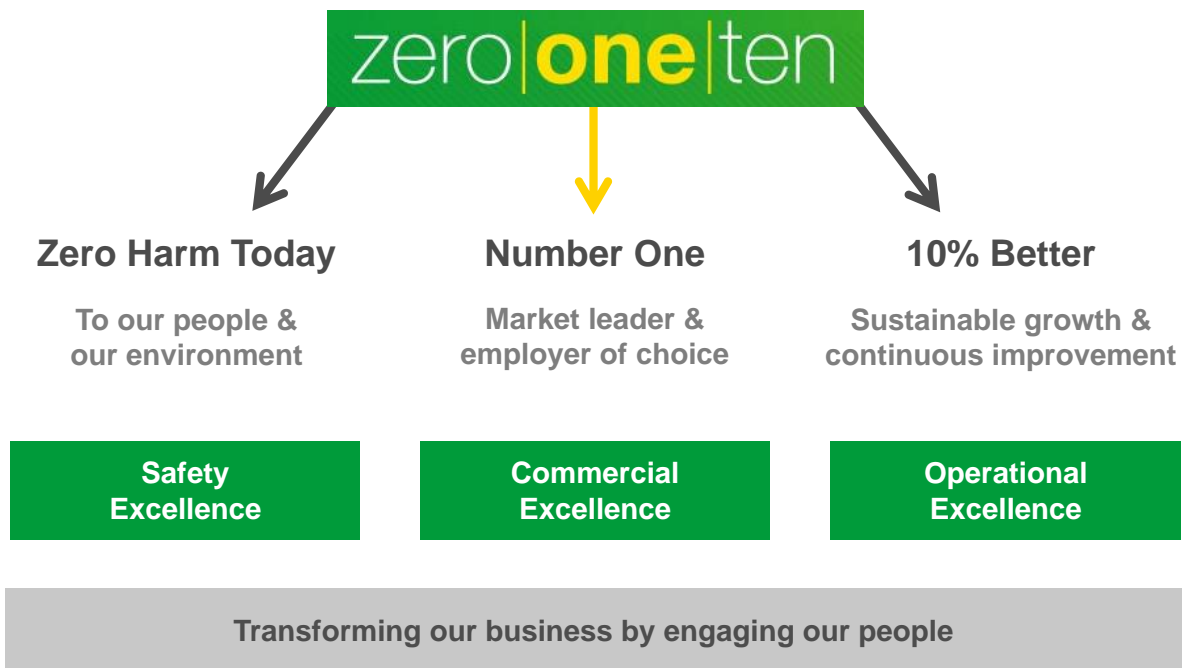 zero|one|ten
Zero Harm Today
To our people &
our environment
Number One
Market leader &
employer of choice
10% Better
Sustainable growth &
continuous improvement
Safety
Excellence
Commercial
Excellence
Operational
Excellence
Transforming our business by engaging our people